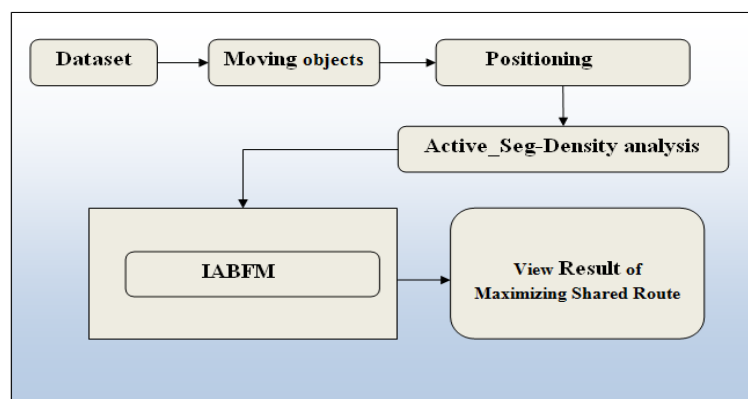 Dataset
Moving objects
Positioning
Active_Seg-Density analysis
IABFM
View Result of
Maximizing Shared Route